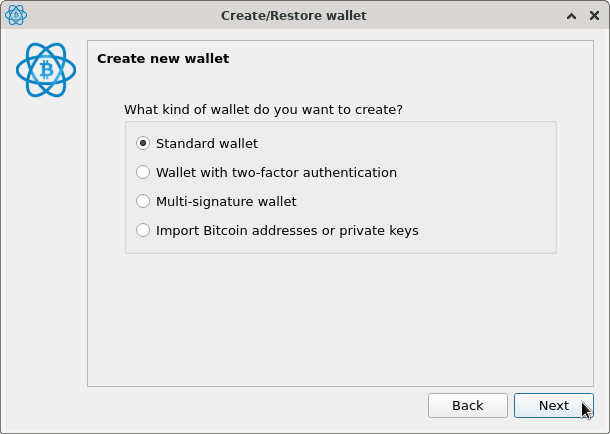 Create/Restore wallet
Create new wallet
What kind of wallet do you want to create?
Standard wallet
Wallet with two-factor authentication
Multi-signature wallet
Import Bitcoin addresses or private keys
Back
Next